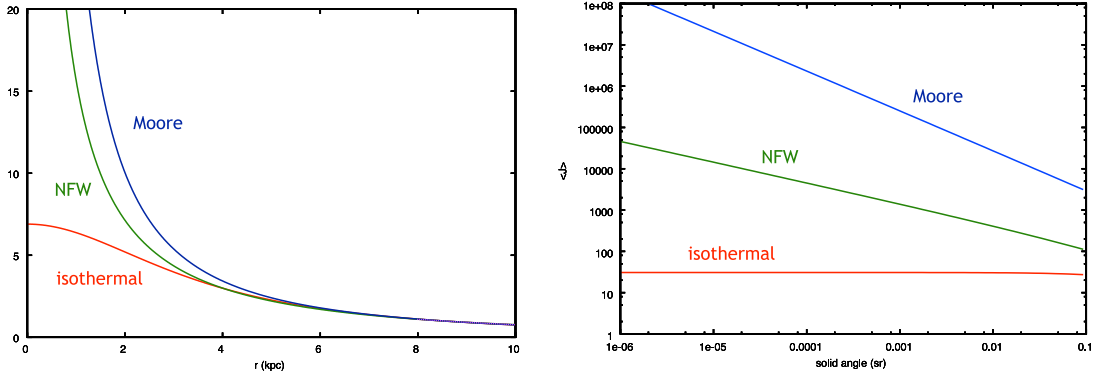 20
15
10
5
0
Moore
NFW
isothermal
0 2 4 6 8 10
r (kpc)
1e+08
1e+07
1e+06
100000
10000
1000
100
10
1
<J>
Moore
NFW
isothermal
1e-06 1e-05 0.0001 0.001 0.01 0.1
solid angle (sr)